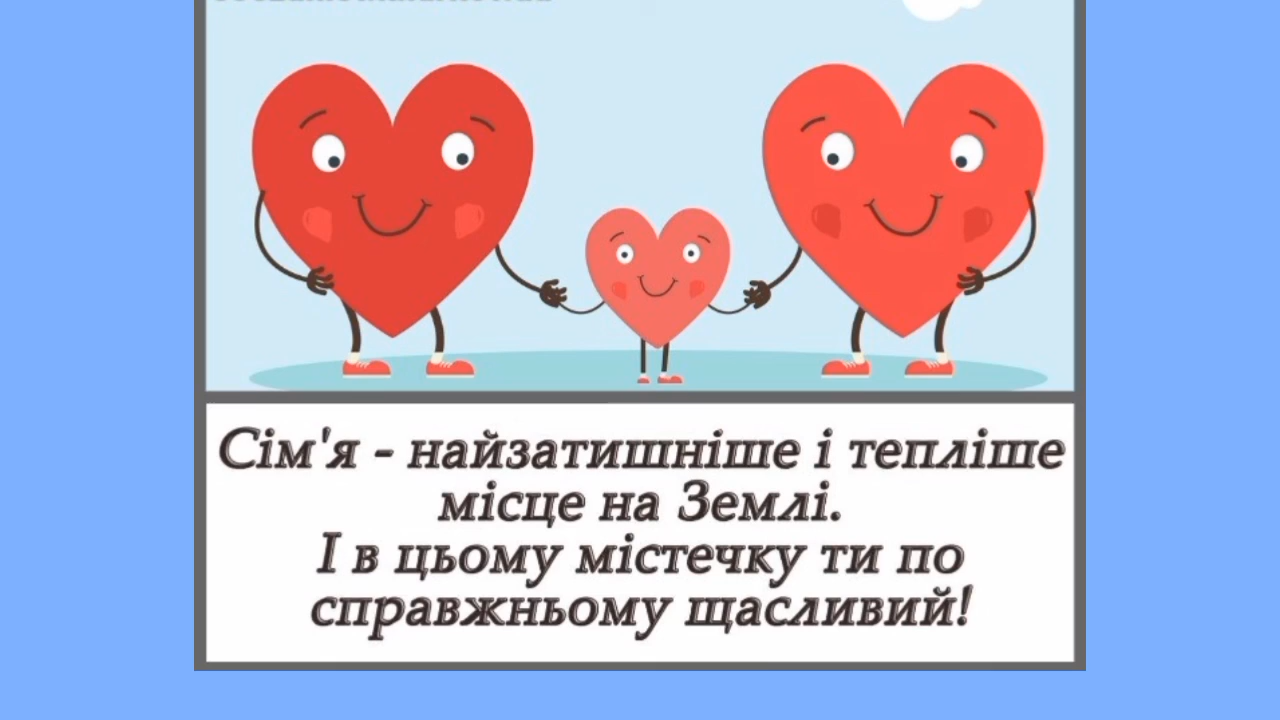 Сім'я - найзатишніше і тепліше
місце на Землі.
І в цьому містечку ти по
справжньому щасливий!